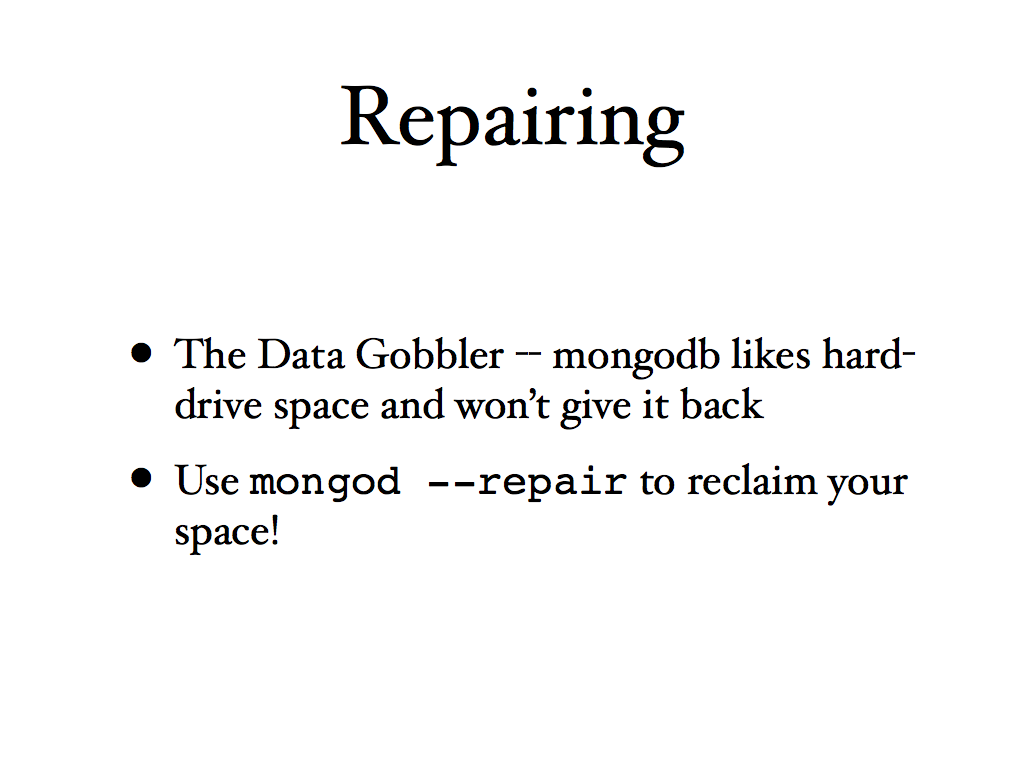 Repairing
• The Data Gobbler -- mongodb likes hard-
drive space and won’t give it back
• Use mongod --repair to reclaim your
space!